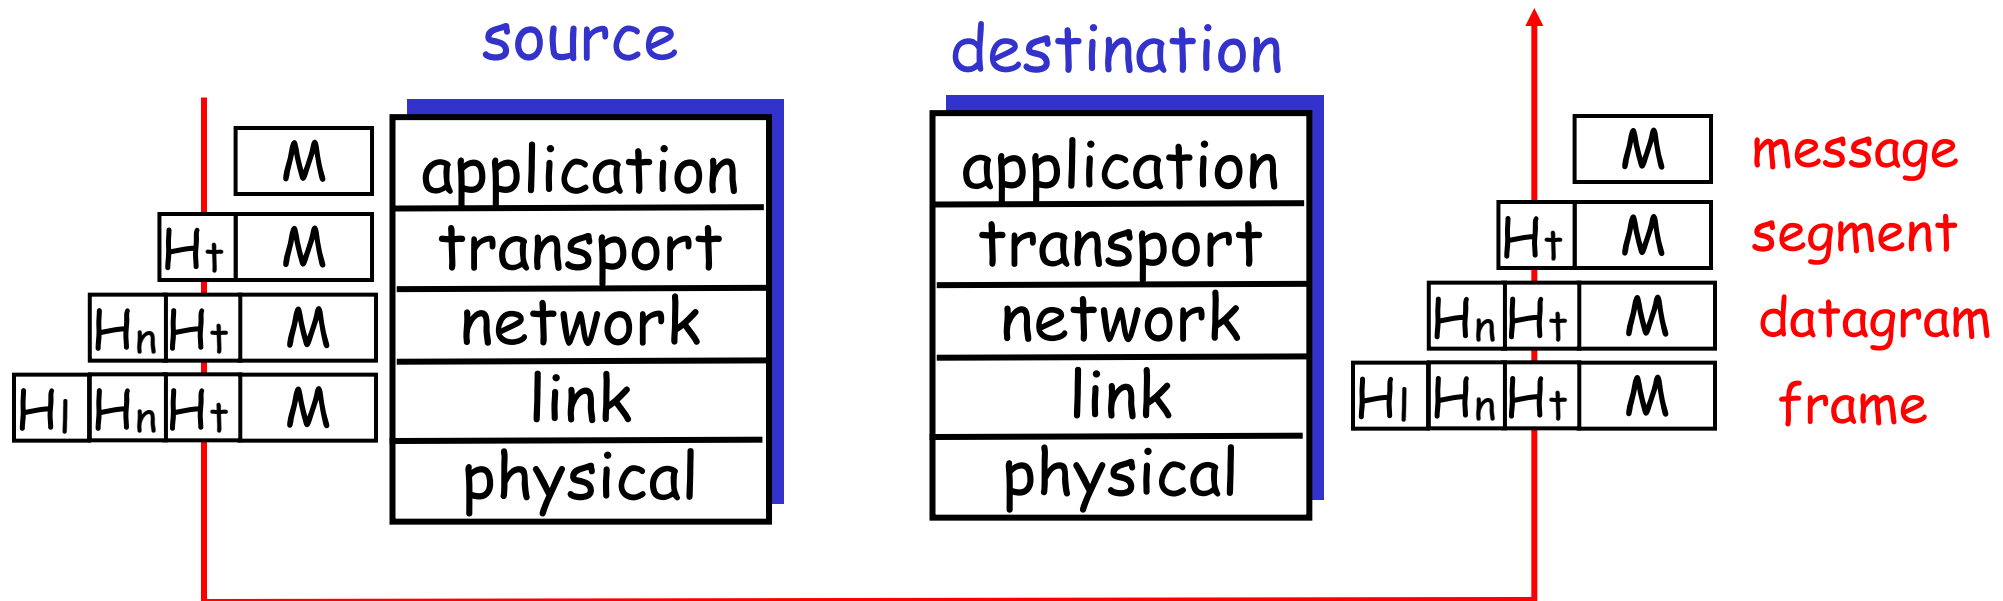 source
destination
M
application
application
M
message
Ht M
transport
transport
Ht M
segment
Hn Ht M
network
network
Hn Ht M
datagram
Hl Hn Ht M
link
link
Hl Hn Ht M
frame
physical
physical